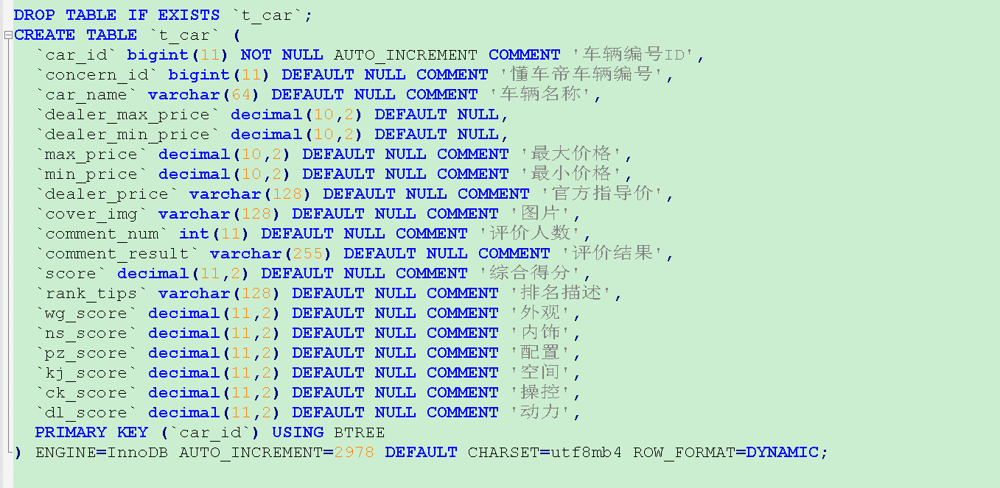 DROP TABLE IF EXISTS `t_car`;
CREATE TABLE `t_car` (
  `car_id` bigint(11) NOT NULL AUTO_INCREMENT COMMENT '车辆编号ID',
  `concern_id` bigint(11) DEFAULT NULL COMMENT '懂车帝车辆编号',
  `car_name` varchar(64) DEFAULT NULL COMMENT '车辆名称',
  `dealer_max_price` decimal(10,2) DEFAULT NULL,
  `dealer_min_price` decimal(10,2) DEFAULT NULL,
  `max_price` decimal(10,2) DEFAULT NULL COMMENT '最大价格',
  `min_price` decimal(10,2) DEFAULT NULL COMMENT '最小价格',
  `dealer_price` varchar(128) DEFAULT NULL COMMENT '官方指导价',
  `cover_img` varchar(128) DEFAULT NULL COMMENT '图片',
  `comment_num` int(11) DEFAULT NULL COMMENT '评价人数',
  `comment_result` varchar(255) DEFAULT NULL COMMENT '评价结果',
  `score` decimal(11,2) DEFAULT NULL COMMENT '综合得分',
  `rank_tips` varchar(128) DEFAULT NULL COMMENT '排名描述',
  `wg_score` decimal(11,2) DEFAULT NULL COMMENT '外观',
  `ns_score` decimal(11,2) DEFAULT NULL COMMENT '内饰',
  `pz_score` decimal(11,2) DEFAULT NULL COMMENT '配置',
  `kj_score` decimal(11,2) DEFAULT NULL COMMENT '空间',
  `ck_score` decimal(11,2) DEFAULT NULL COMMENT '操控',
  `dl_score` decimal(11,2) DEFAULT NULL COMMENT '动力',
  PRIMARY KEY (`car_id`) USING BTREE
) ENGINE=InnoDB AUTO_INCREMENT=2978 DEFAULT CHARSET=utf8mb4 ROW_FORMAT=DYNAMIC;